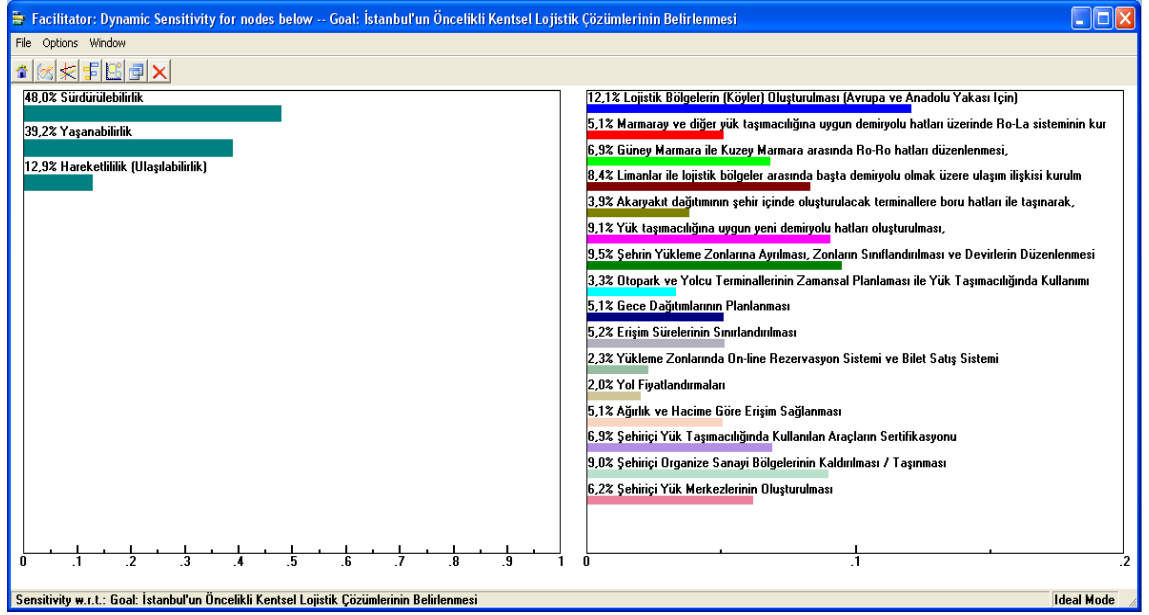 Facilitator: Dynamic Sensitivity for nodes below -- Goal: İstanbul'un Öncelikli Kentsel Lojistik Çözümlerinin Belirlenmesi
File Options Window
48,0% Sürdürülebilirlik
39,2% Yaşanabilirlik
12,9% Hareketlililik (Ulaşılabilirlik)
0 .1 .2 .3 .4 .5 .6 .7 .8 .9 1
12,1% Lojistik Bölgelerin (Köyler) Oluşturulması (Avrupa ve Anadolu Yakası İçin)
5,1% Marmaray ve diğer yük taşımacılığına uygun demiryolu hatları üzerinde Ro-La sisteminin kur
6,9% Güney Marmara ile Kuzey Marmara arasında Ro-Ro hatları düzenlenmesi,
8,4% Limanlar ile lojistik bölgeler arasında başta demiryolu olmak üzere ulaşım ilişkisi kurulm
3,9% Akaryakıt dağıtımının şehir içinde oluşturulacak terminallere boru hatları ile taşınarak,
9,1% Yük taşımacılığına uygun yeni demiryolu hatları oluşturulması,
9,5% Şehrin Yükleme Zonlarına Ayrılması, Zonların Sınıflandırılması ve Devirlerin Düzenlenmesi
3,3% Otopark ve Yolcu Terminallerinin Zamansal Planlaması ile Yük Taşımacılığında Kullanımı
5,1% Gece Dağıtımlarının Planlanması
5,2% Erişim Sürelerinin Sınırlandırılması
2,3% Yükleme Zonlarında On-line Rezervasyon Sistemi ve Bilet Satış Sistemi
2,0% Yol Fiyatlandırmaları
5,1% Ağırlık ve Hacime Göre Erişim Sağlanması
6,9% Şehiriçi Yük Taşımacılığında Kullanılan Araçların Sertifikasyonu
9,0% Şehiriçi Organize Sanayi Bölgelerinin Kaldırılması / Taşınması
6,2% Şehiriçi Yük Merkezlerinin Oluşturulması
0 .1 .2
Sensitivity w.r.t.: Goal: İstanbul'un Öncelikli Kentsel Lojistik Çözümlerinin Belirlenmesi
Ideal Mode